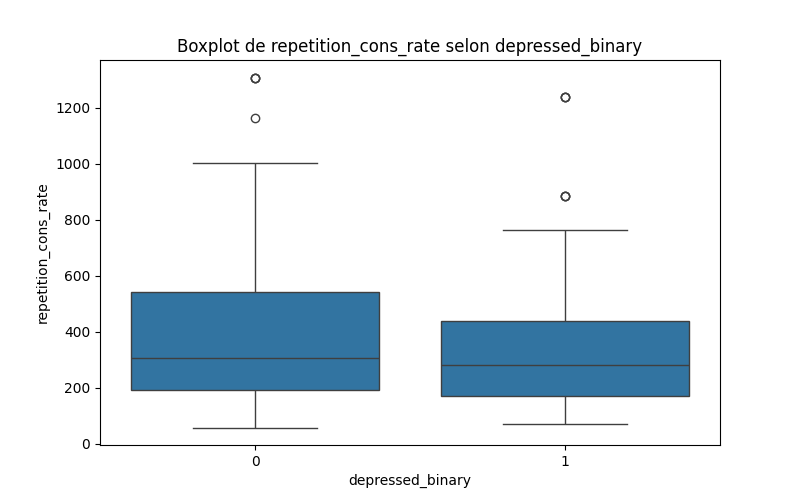 Boxplot de repetition_cons_rate selon depressed_binary
repetition_cons_rate
1200
1000
800
600
400
200
0
0 1
depressed_binary